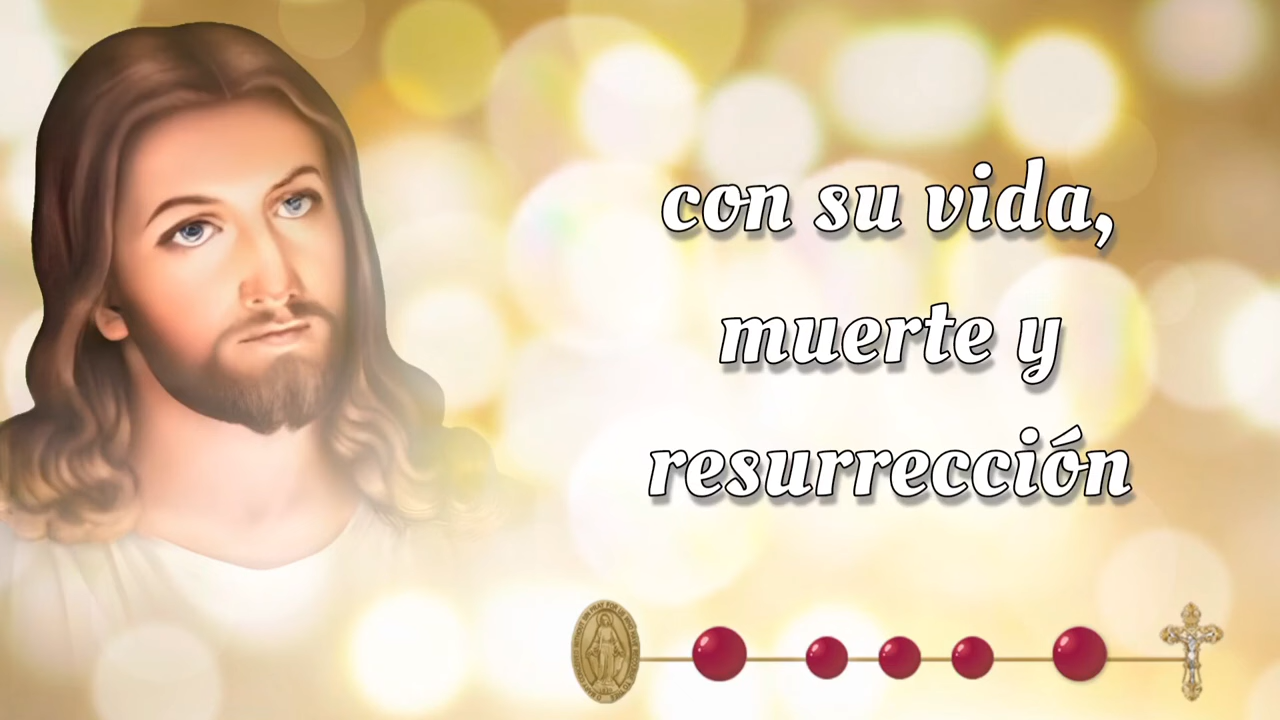 con su vida,
muerte y
resurrección